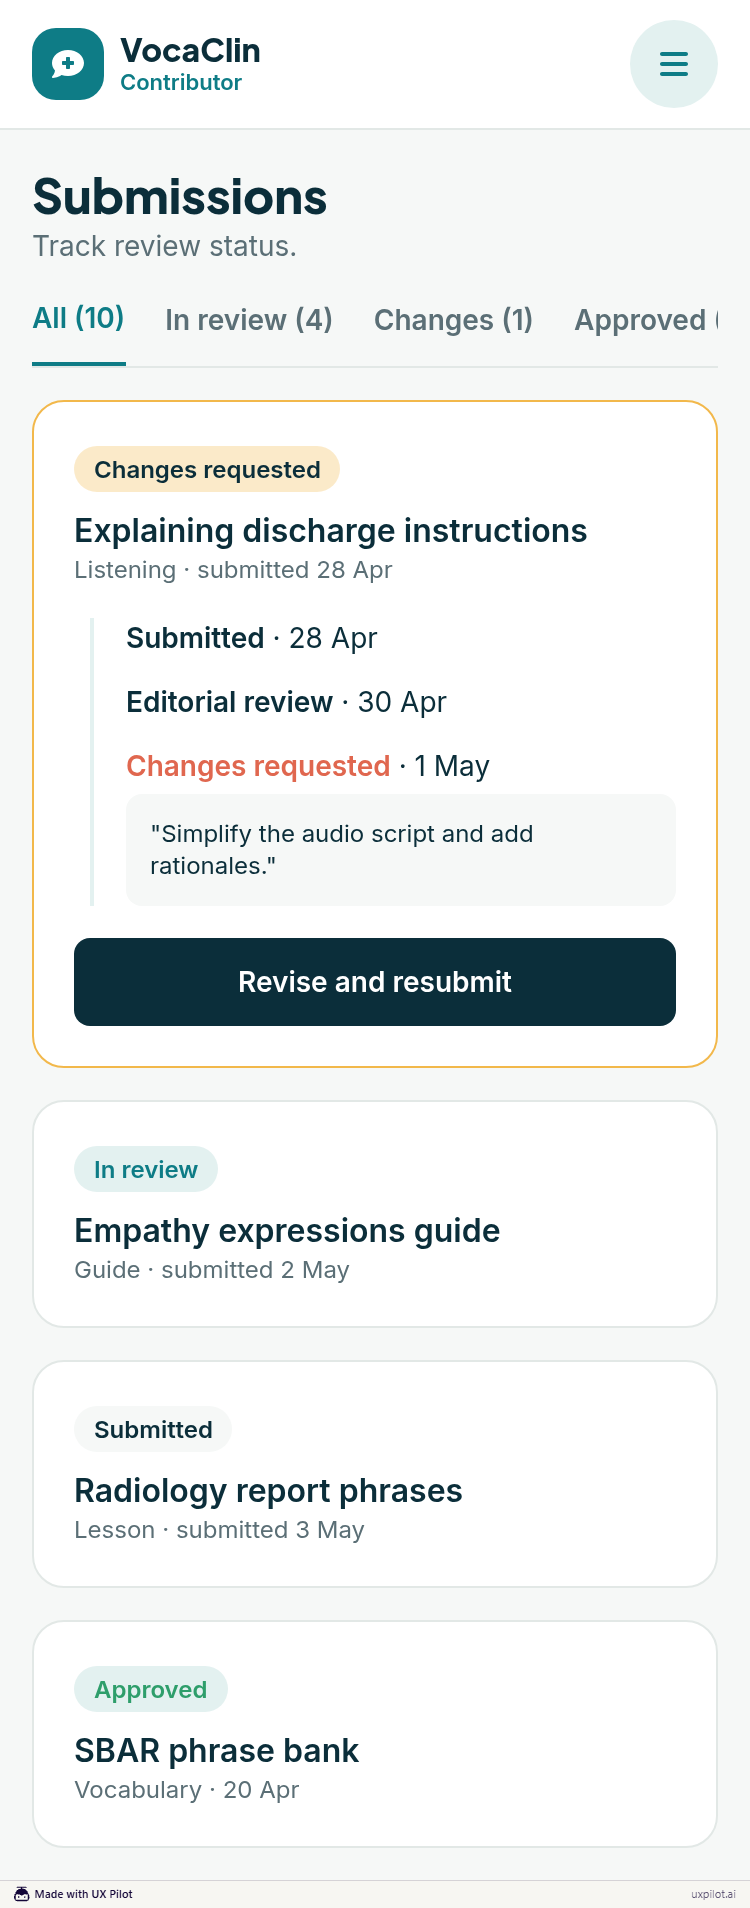 VocaClin
Contributor
Submissions
Track review status.
All (10) In review (4) Changes (1) Approved (
Changes requested
Explaining discharge instructions
Listening · submitted 28 Apr
Submitted · 28 Apr
Editorial review · 30 Apr
Changes requested · 1 May
"Simplify the audio script and add
rationales."
Revise and resubmit
In review
Empathy expressions guide
Guide · submitted 2 May
Submitted
Radiology report phrases
Lesson · submitted 3 May
Approved
SBAR phrase bank
Vocabulary · 20 Apr
Made with UX Pilot
uxpilot.ai